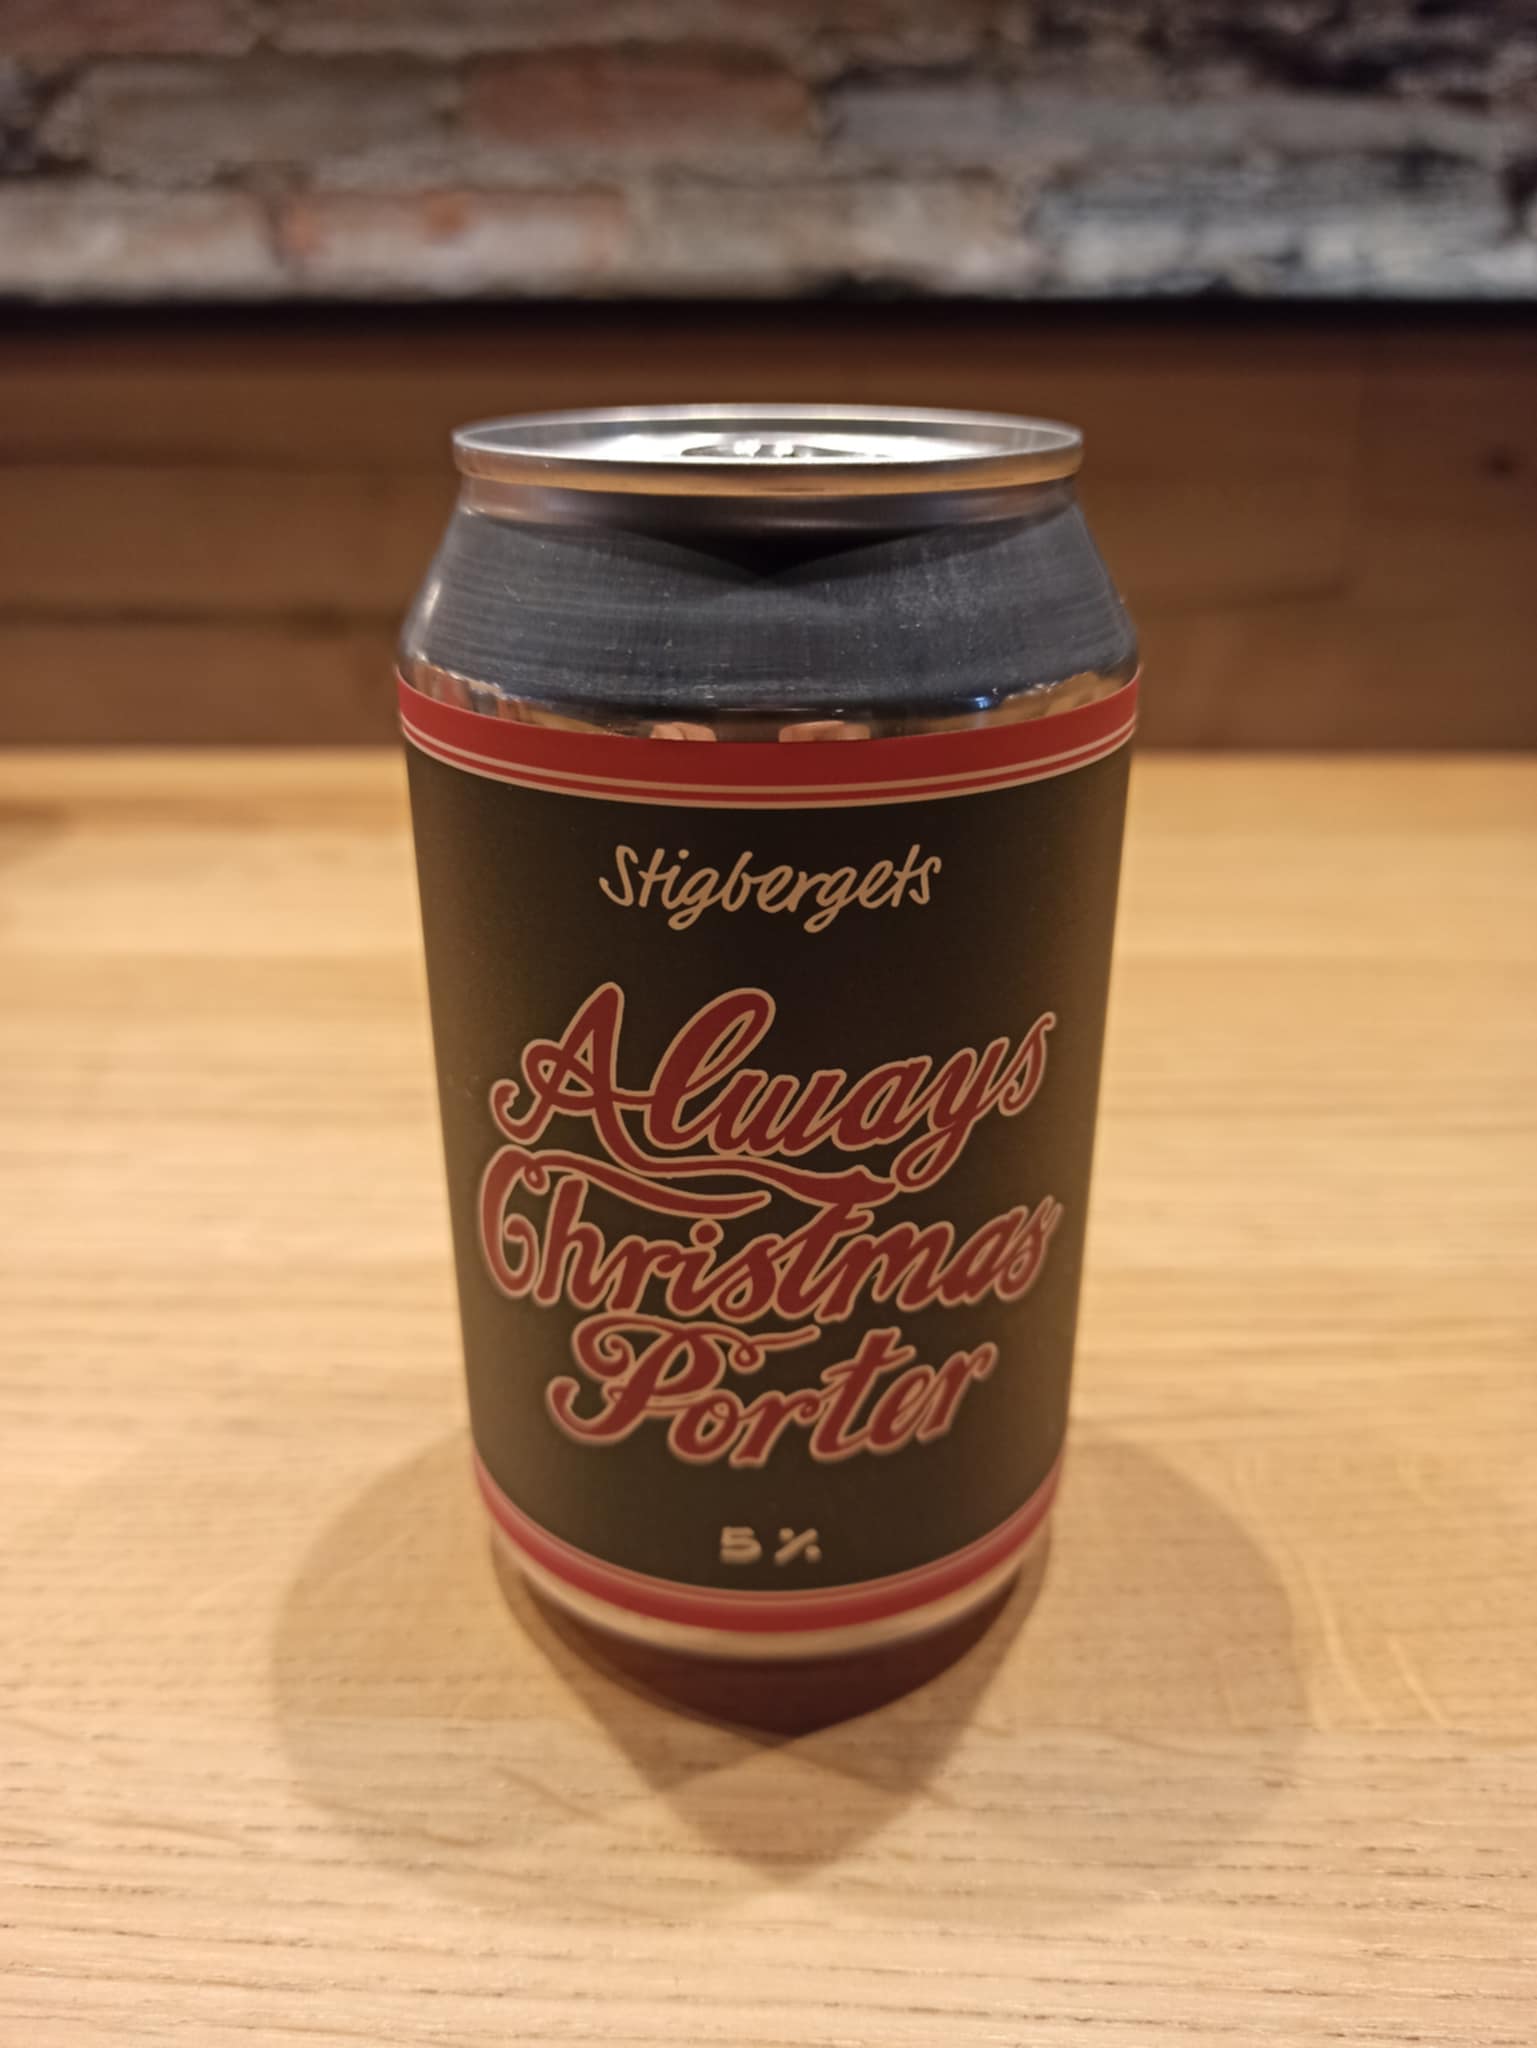 Stigbergets
Always
Christmas
Porter
5%